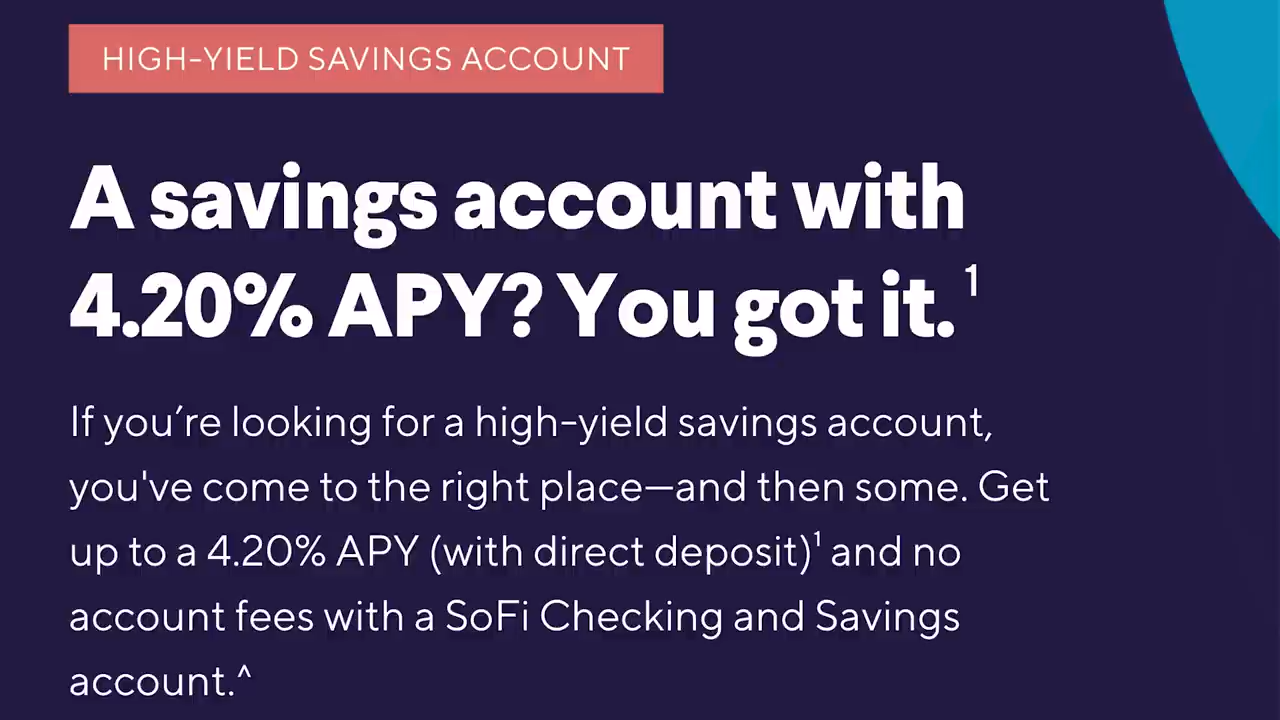 HIGH-YIELD SAVINGS ACCOUNT
A savings account with
4.20% APY? You got it.¹
If you’re looking for a high-yield savings account,
you've come to the right place—and then some. Get
up to a 4.20% APY (with direct deposit)¹ and no
account fees with a SoFi Checking and Savings
account.^